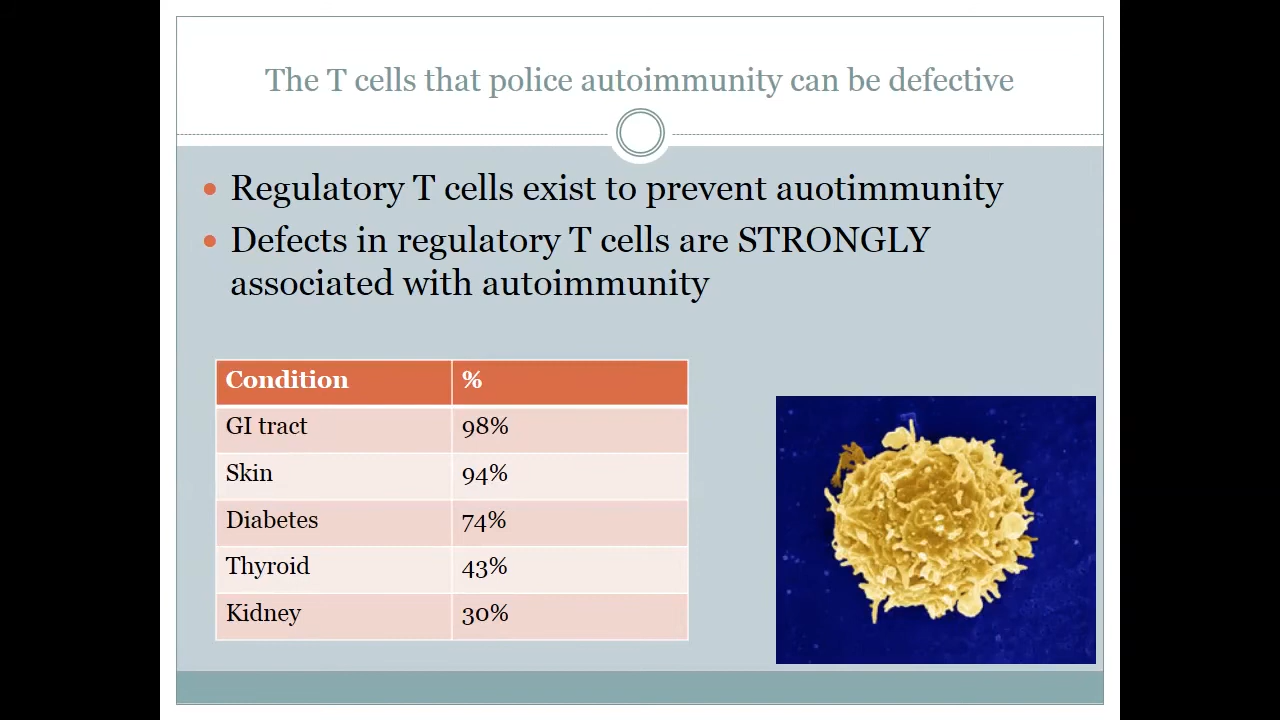 The T cells that police autoimmunity can be defective
Regulatory T cells exist to prevent auotimmunity
Defects in regulatory T cells are STRONGLY
associated with autoimmunity
Condition %
GI tract 98%
Skin 94%
Diabetes 74%
Thyroid 43%
Kidney 30%